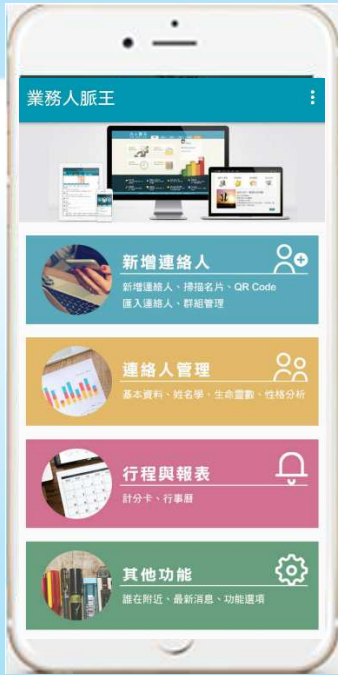 業務人脈王
新增連絡人
新增連絡人、掃描名片、QR Code
匯入連絡人、群組管理
連絡人管理
基本資料、姓名學、生命靈數、性格分析
行程與報表
計分卡、行事曆
其他功能
誰在附近、最新消息、功能選項